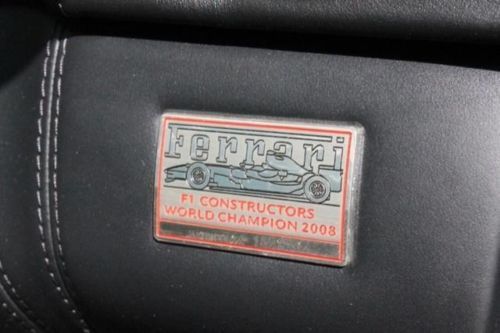 Ferrari
F1 CONSTRUCTORS
WORLD CHAMPION 2008